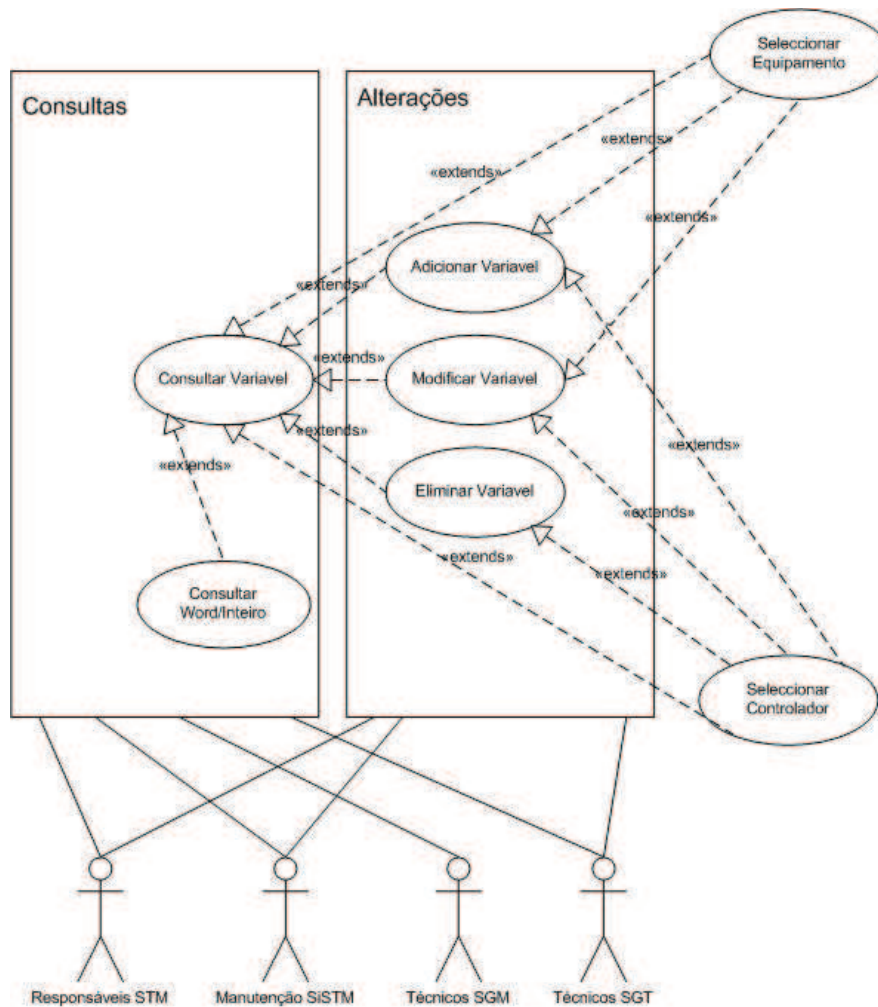 Seleccionar
Equipamento
Consultas
Alterações
«extends»
«extends»
«extends»
Adicionar Variavel
«extends»
«extends»
Consultar Variavel
Modificar Variavel
«extends»
«extends»
«extends»
Eliminar Variavel
«extends»
«extends»
«extends»
Consultar
Word/Inteiro
Seleccionar
Controlador
Responsáveis STM
Manutenção SiSTM
Técnicos SGM
Técnicos SGT